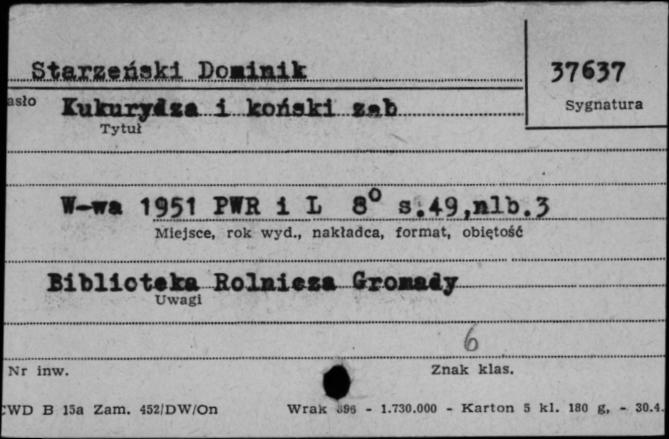 Starzeński Dominik
37637
asło
Kukurydza i koński ząb
Sygnatura
Tytuł
W-wa 1951 PWR i L 8° s.49,nlb.3
Miejsce, rok wyd., nakładca, format, objętość
Biblioteka Rolnicza Gromady
Uwagi
6
Nr inw.
Znak klas.
CWD B 15a Zam. 452/DW/On
Wrak 396 - 1.730.000 - Karton 5 kl. 180 g, - 30.4.